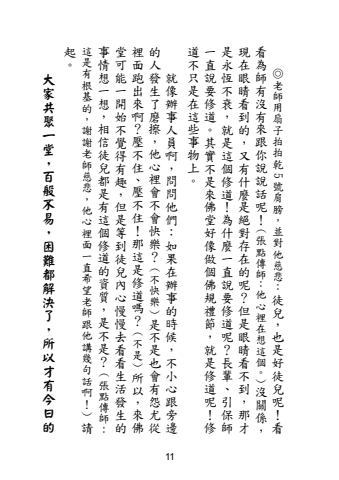 ◎老師用扇子拍拍乾5號肩膀，並對他慈悲：徒兒，也是好徒兒呢！看
看為師有沒有來跟你說說話呢！（張點傳師：他心裡在想這個。）沒關係，
現在眼睛看到的，又有什麼是絕對存在的呢？但是眼睛看不到，那才
是永恆不衰，就是這個修道！為什麼一直說要修道呢？長輩、引保師
一直說要修道。其實不是來佛堂好像做個佛規禮節，就是修道呢！修
道不只是在這些事物上。
就像辦事人員啊，問問他們：如果在辦事的時候，不小心跟旁邊
的人發生了磨擦，他心裡會不會快樂？（不快樂）是不是也會有怨尤從
裡面跑出來啊？壓不住、壓不住！那這是修道嗎？（不是）所以，來佛
堂可能一開始不覺得有趣，但是等到徒兒內心慢慢去看看生活發生的
事情想一想，相信徒兒都是有這個修道的資質，是不是？（張點傳師：
這是有根基的，謝謝老師慈悲，他心裡面一直希望老師跟他講幾句話啊！）請
起。
大家共聚一堂，百般不易，困難都解決了，所以才有今日的
11